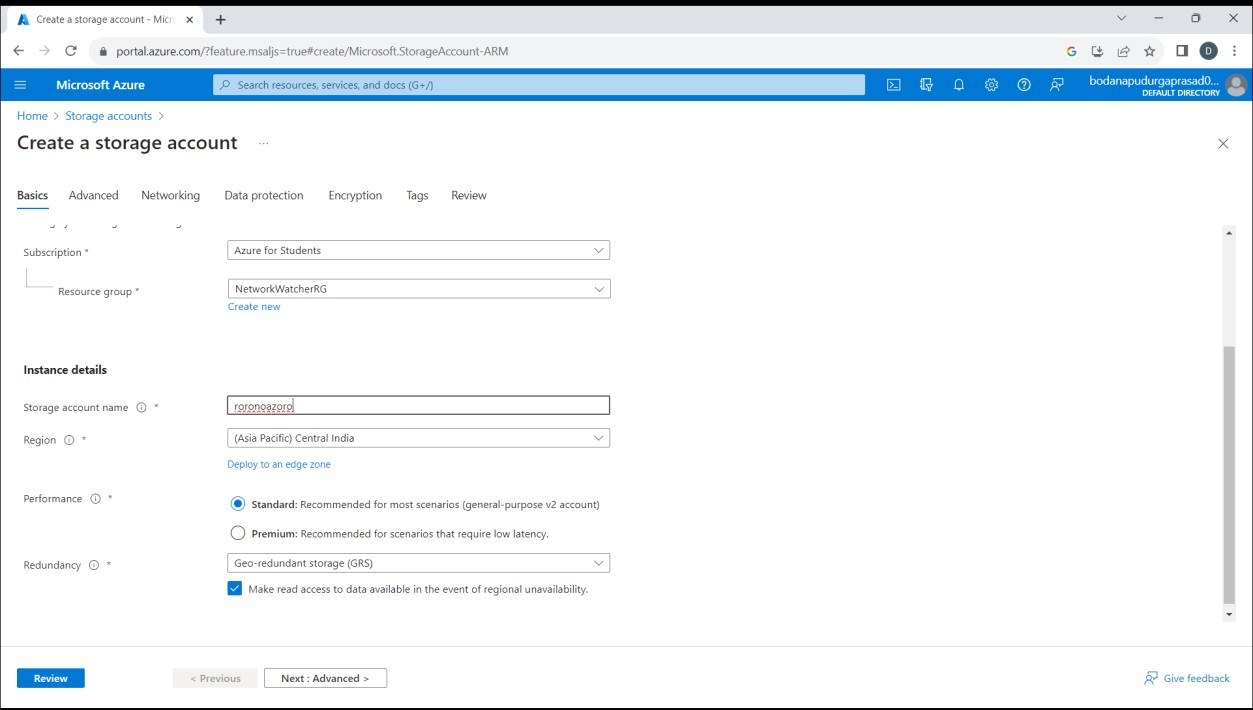 Create a storage account - Micr
portal.azure.com/?feature.msaljs=true#create/Microsoft.StorageAccount-ARM
G
D
Microsoft Azure
Search resources, services, and docs (G+/)
bodanapudurgaprasad0...
DEFAULT DIRECTORY
Home > Storage accounts >
Create a storage account ...
Basics Advanced Networking Data protection Encryption Tags Review
Subscription *
Azure for Students
Resource group *
NetworkWatcherRG
Create new
Instance details
Storage account name *
roronoazoro
Region *
(Asia Pacific) Central India
Deploy to an edge zone
Performance *
Standard: Recommended for most scenarios (general-purpose v2 account)
Premium: Recommended for scenarios that require low latency.
Redundancy *
Geo-redundant storage (GRS)
Make read access to data available in the event of regional unavailability.
Review < Previous Next : Advanced > Give feedback